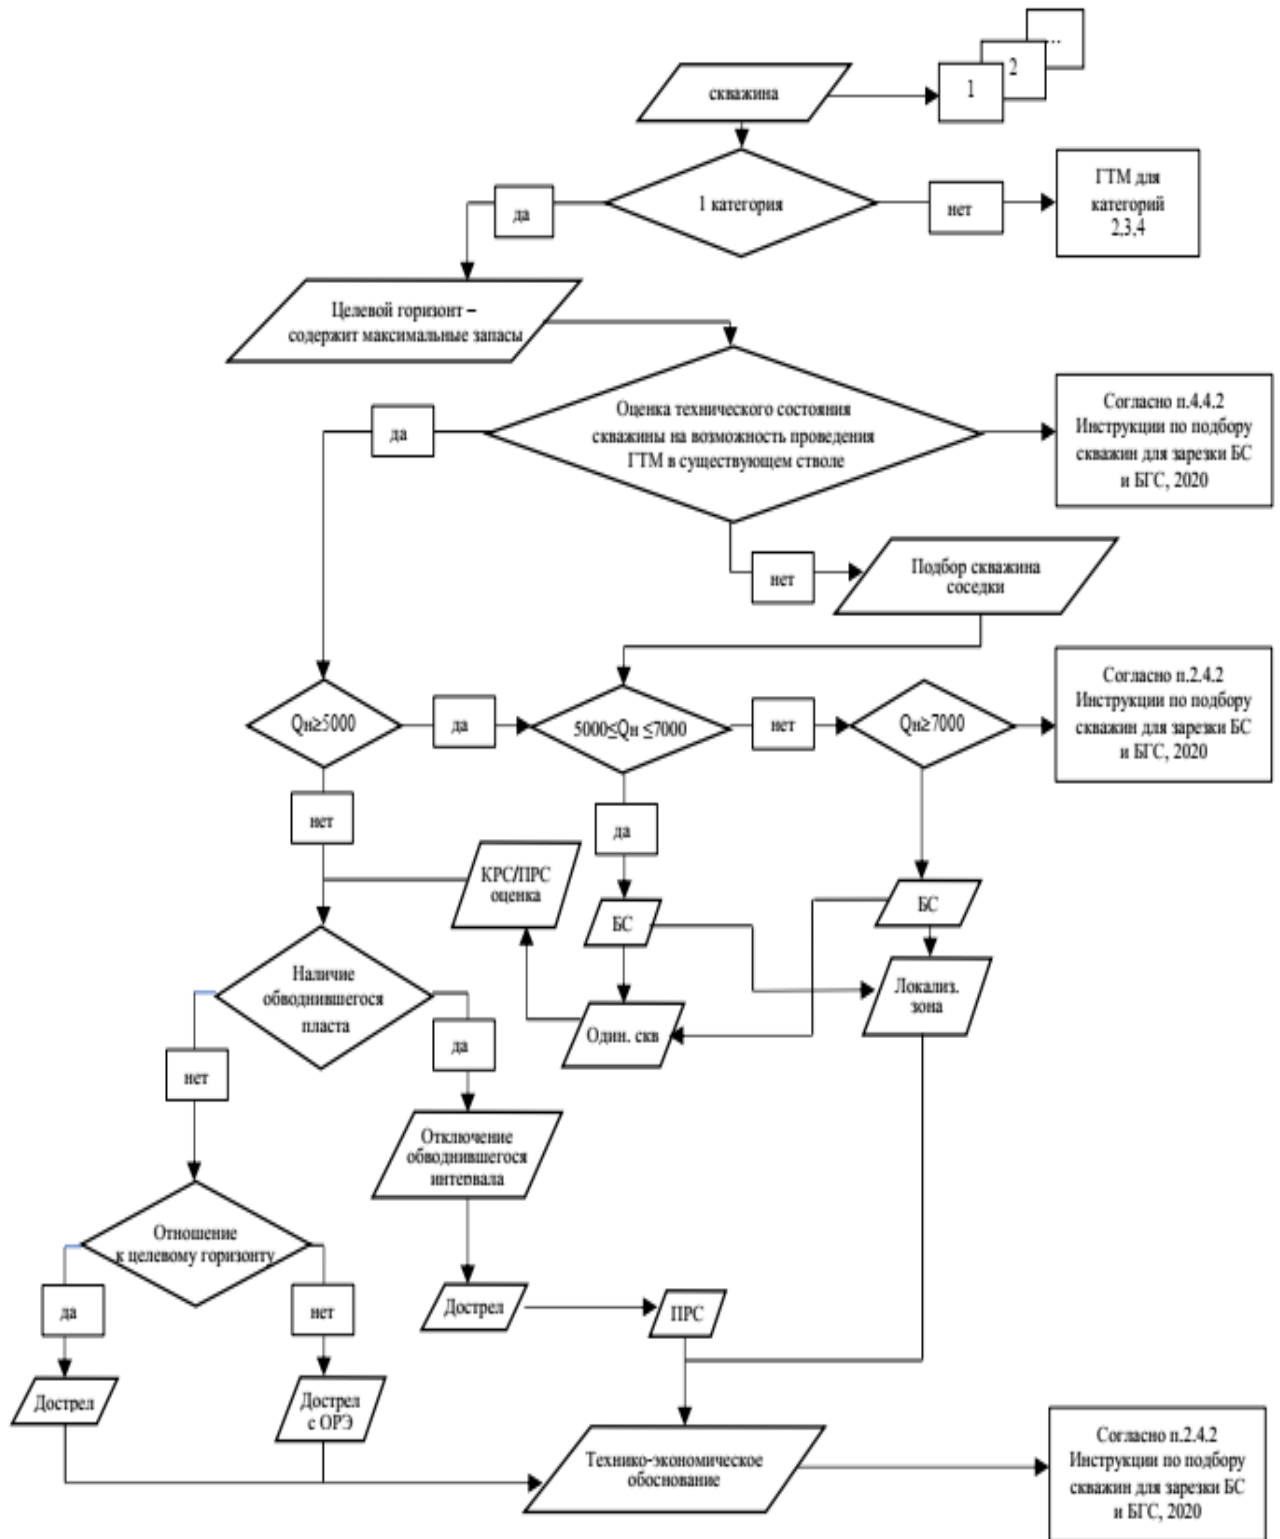 ...
2
1
скважина
1 категория
да
нет
ГТМ для
категорий
2,3,4
Целевой горизонт –
содержит максимальные запасы
Оценка технического состояния
скважины на возможность проведения
ГТМ в существующем стволе
да
Согласно п.4.4.2
Инструкции по подбору
скважин для зарезки БС
и БГС, 2020
нет
Подбор скважина
соседки
Qн≥5000
да
5000≤Qн ≤7000
нет
Qн≥7000
Согласно п.2.4.2
Инструкции по подбору
скважин для зарезки БС
и БГС, 2020
нет
да
КРС/ПРС
оценка
БС
БС
Наличие
обводнившегося
пласта
Локализ.
зона
Один. скв
да
нет
Отключение
обводнившегося
интервала
Отношение
к целевому горизонту
да
нет
Дострел
ПРС
Дострел
Дострел
с ОРЭ
Технико-экономическое
обоснование
Согласно п.2.4.2
Инструкции по подбору
скважин для зарезки БС
и БГС, 2020